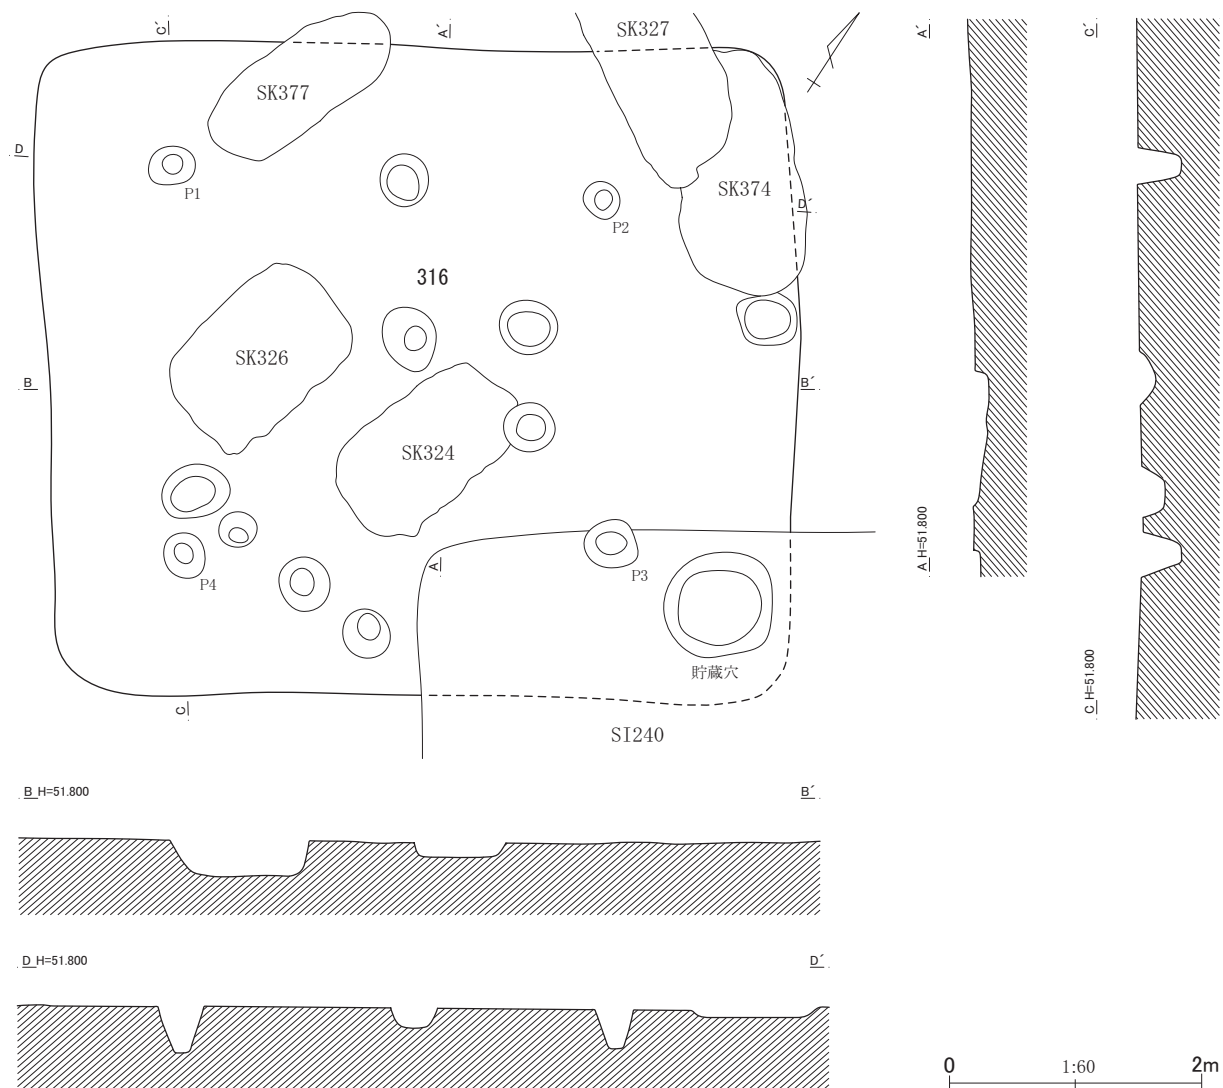 C´
A´
SK327
A´
C´
SK377
D
P1
SK374
D´
P2
316
SK326
B
B´
SK324
A
P3
P4
貯蔵穴
C
SI240
A H=51.800
C H=51.800
B H=51.800
B´
D H=51.800
D´
0 1:60 2m